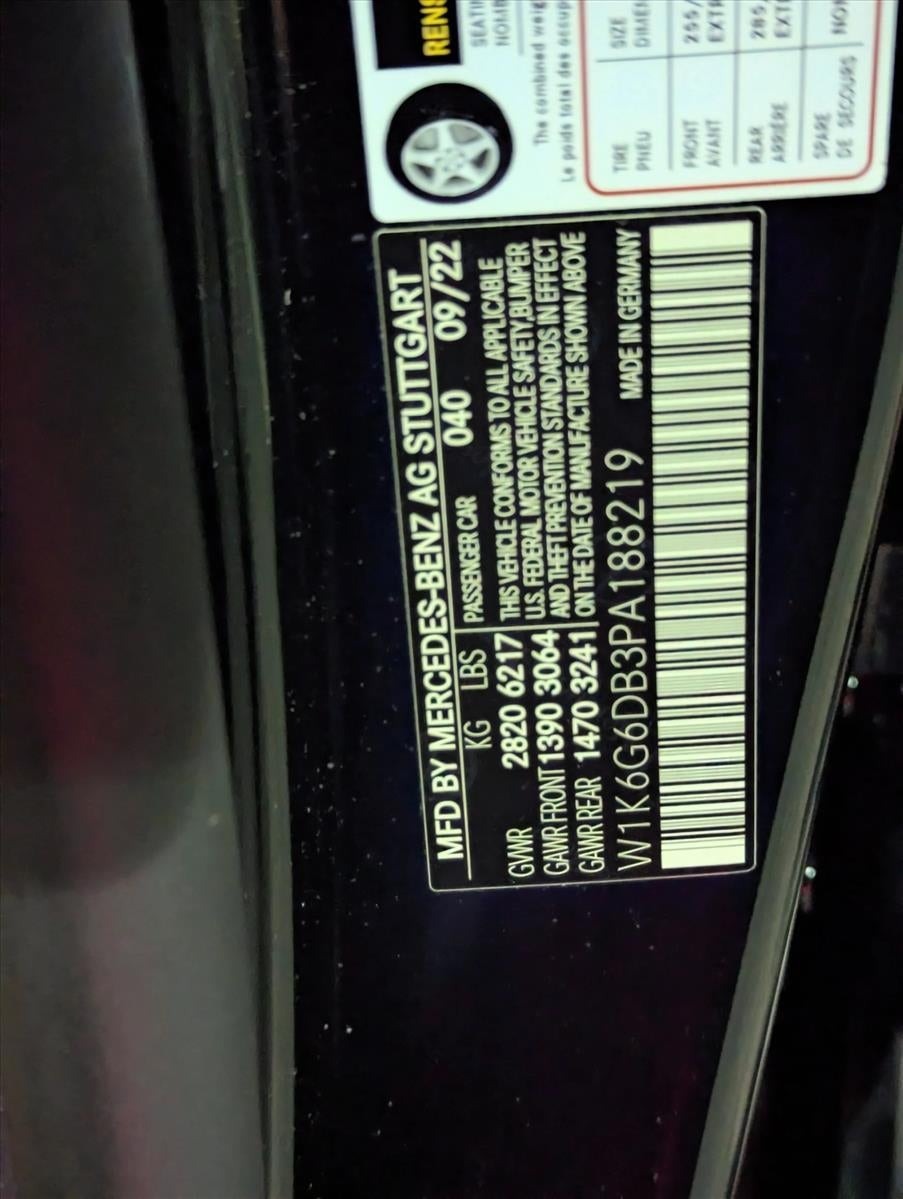 RENS
SEATIN
NOMB
The combined weig
Le poids total des occup
TIRE
PNEU
SIZE
DIMEN
FRONT
AVANT
255/
EXTR
REAR
ARRIÈRE
285/
EXTR
SPARE
DE SECOURS
NON
MFD BY MERCEDES-BENZ AG STUTTGART
KG LBS PASSENGER CAR 040 09/22
GVWR 2820 6217
GAWR FRONT 1390 3064
GAWR REAR 1470 3241
THIS VEHICLE CONFORMS TO ALL APPLICABLE
U.S. FEDERAL MOTOR VEHICLE SAFETY,BUMPER
AND THEFT PREVENTION STANDARDS IN EFFECT
ON THE DATE OF MANUFACTURE SHOWN ABOVE
W1K6G6DB3PA188219 MADE IN GERMANY